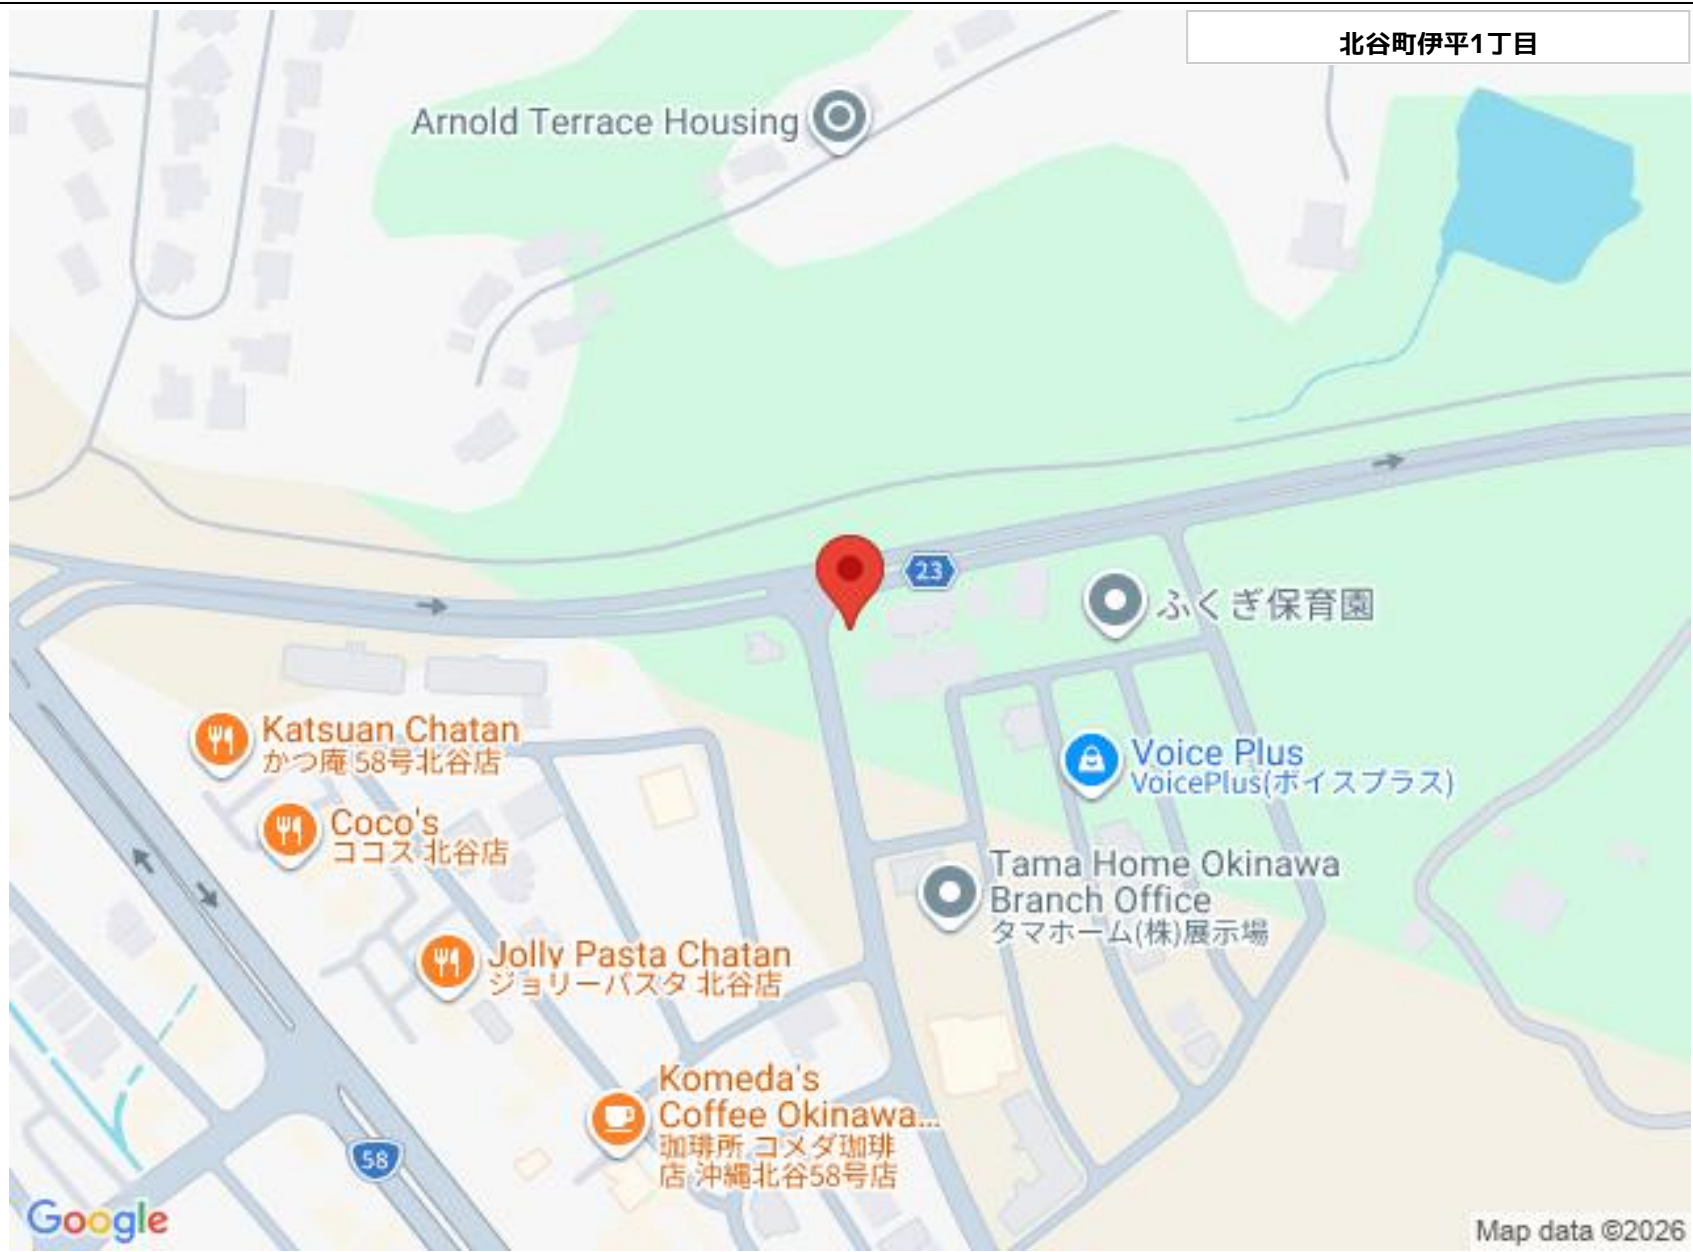 北谷町伊平1丁目
Arnold Terrace Housing
23
ふくぎ保育園
Katsuan Chatan
かつ庵 58号北谷店
Voice Plus
VoicePlus(ボイスプラス)
Coco's
ココス 北谷店
Tama Home Okinawa
Branch Office
タマホーム(株)展示場
Jolly Pasta Chatan
ジョリーパスタ 北谷店
Komeda's
Coffee Okinawa...
珈琲所 コメダ珈琲
店 沖縄北谷58号店
58
Google
Map data ©2026